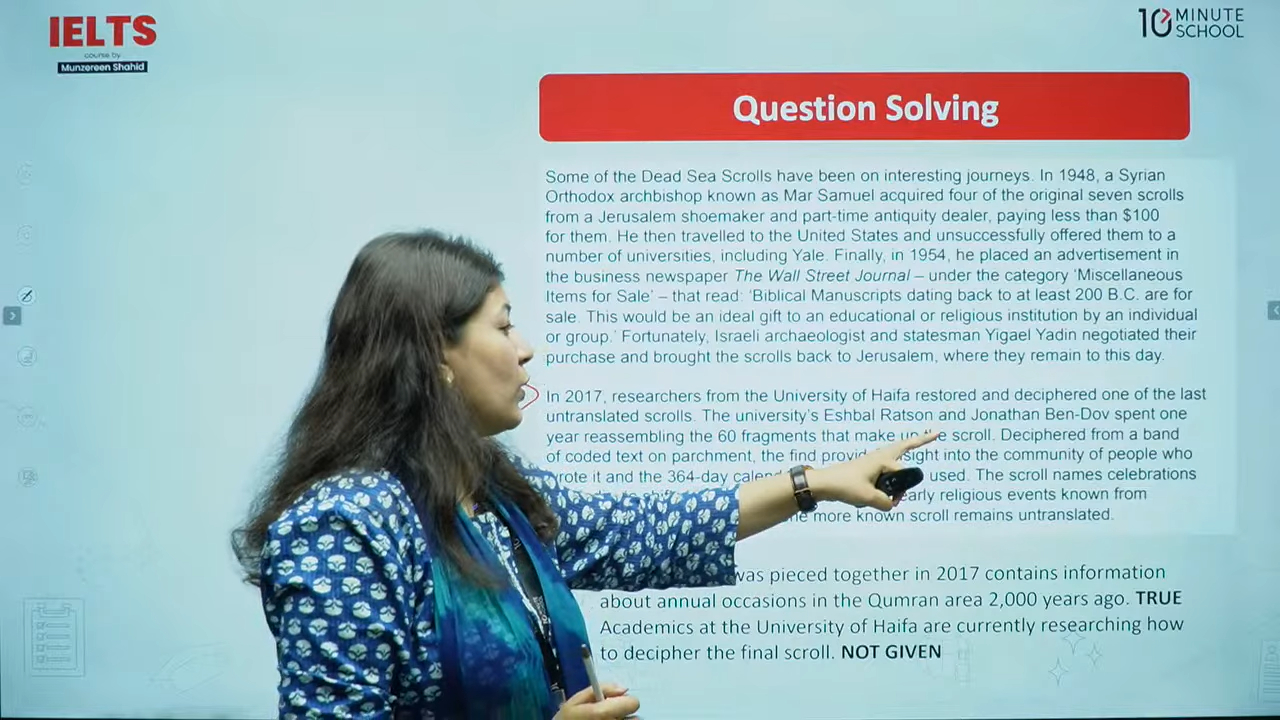 IELTS
course by
Munzereen Shahid
10 MINUTE
SCHOOL
Question Solving
Some of the Dead Sea Scrolls have been on interesting journeys. In 1948, a Syrian
Orthodox archbishop known as Mar Samuel acquired four of the original seven scrolls
from a Jerusalem shoemaker and part-time antiquity dealer, paying less than $100
for them. He then travelled to the United States and unsuccessfully offered them to a
number of universities, including Yale. Finally, in 1954, he placed an advertisement in
the business newspaper The Wall Street Journal – under the category ‘Miscellaneous
Items for Sale’ – that read: ‘Biblical Manuscripts dating back to at least 200 B.C. are for
sale. This would be an ideal gift to an educational or religious institution by an individual
or group.’ Fortunately, Israeli archaeologist and statesman Yigael Yadin negotiated their
purchase and brought the scrolls back to Jerusalem, where they remain to this day.
In 2017, researchers from the University of Haifa restored and deciphered one of the last
untranslated scrolls. The university’s Eshbal Ratson and Jonathan Ben-Dov spent one
year reassembling the 60 fragments that make up the scroll. Deciphered from a band
of coded text on parchment, the find insight into the community of people who
wrote it and the 364-day used. The scroll names celebrations
religious events known from
more known scroll remains untranslated.
was pieced together in 2017 contains information
about annual occasions in the Qumran area 2,000 years ago. TRUE
Academics at the University of Haifa are currently researching how
to decipher the final scroll. NOT GIVEN